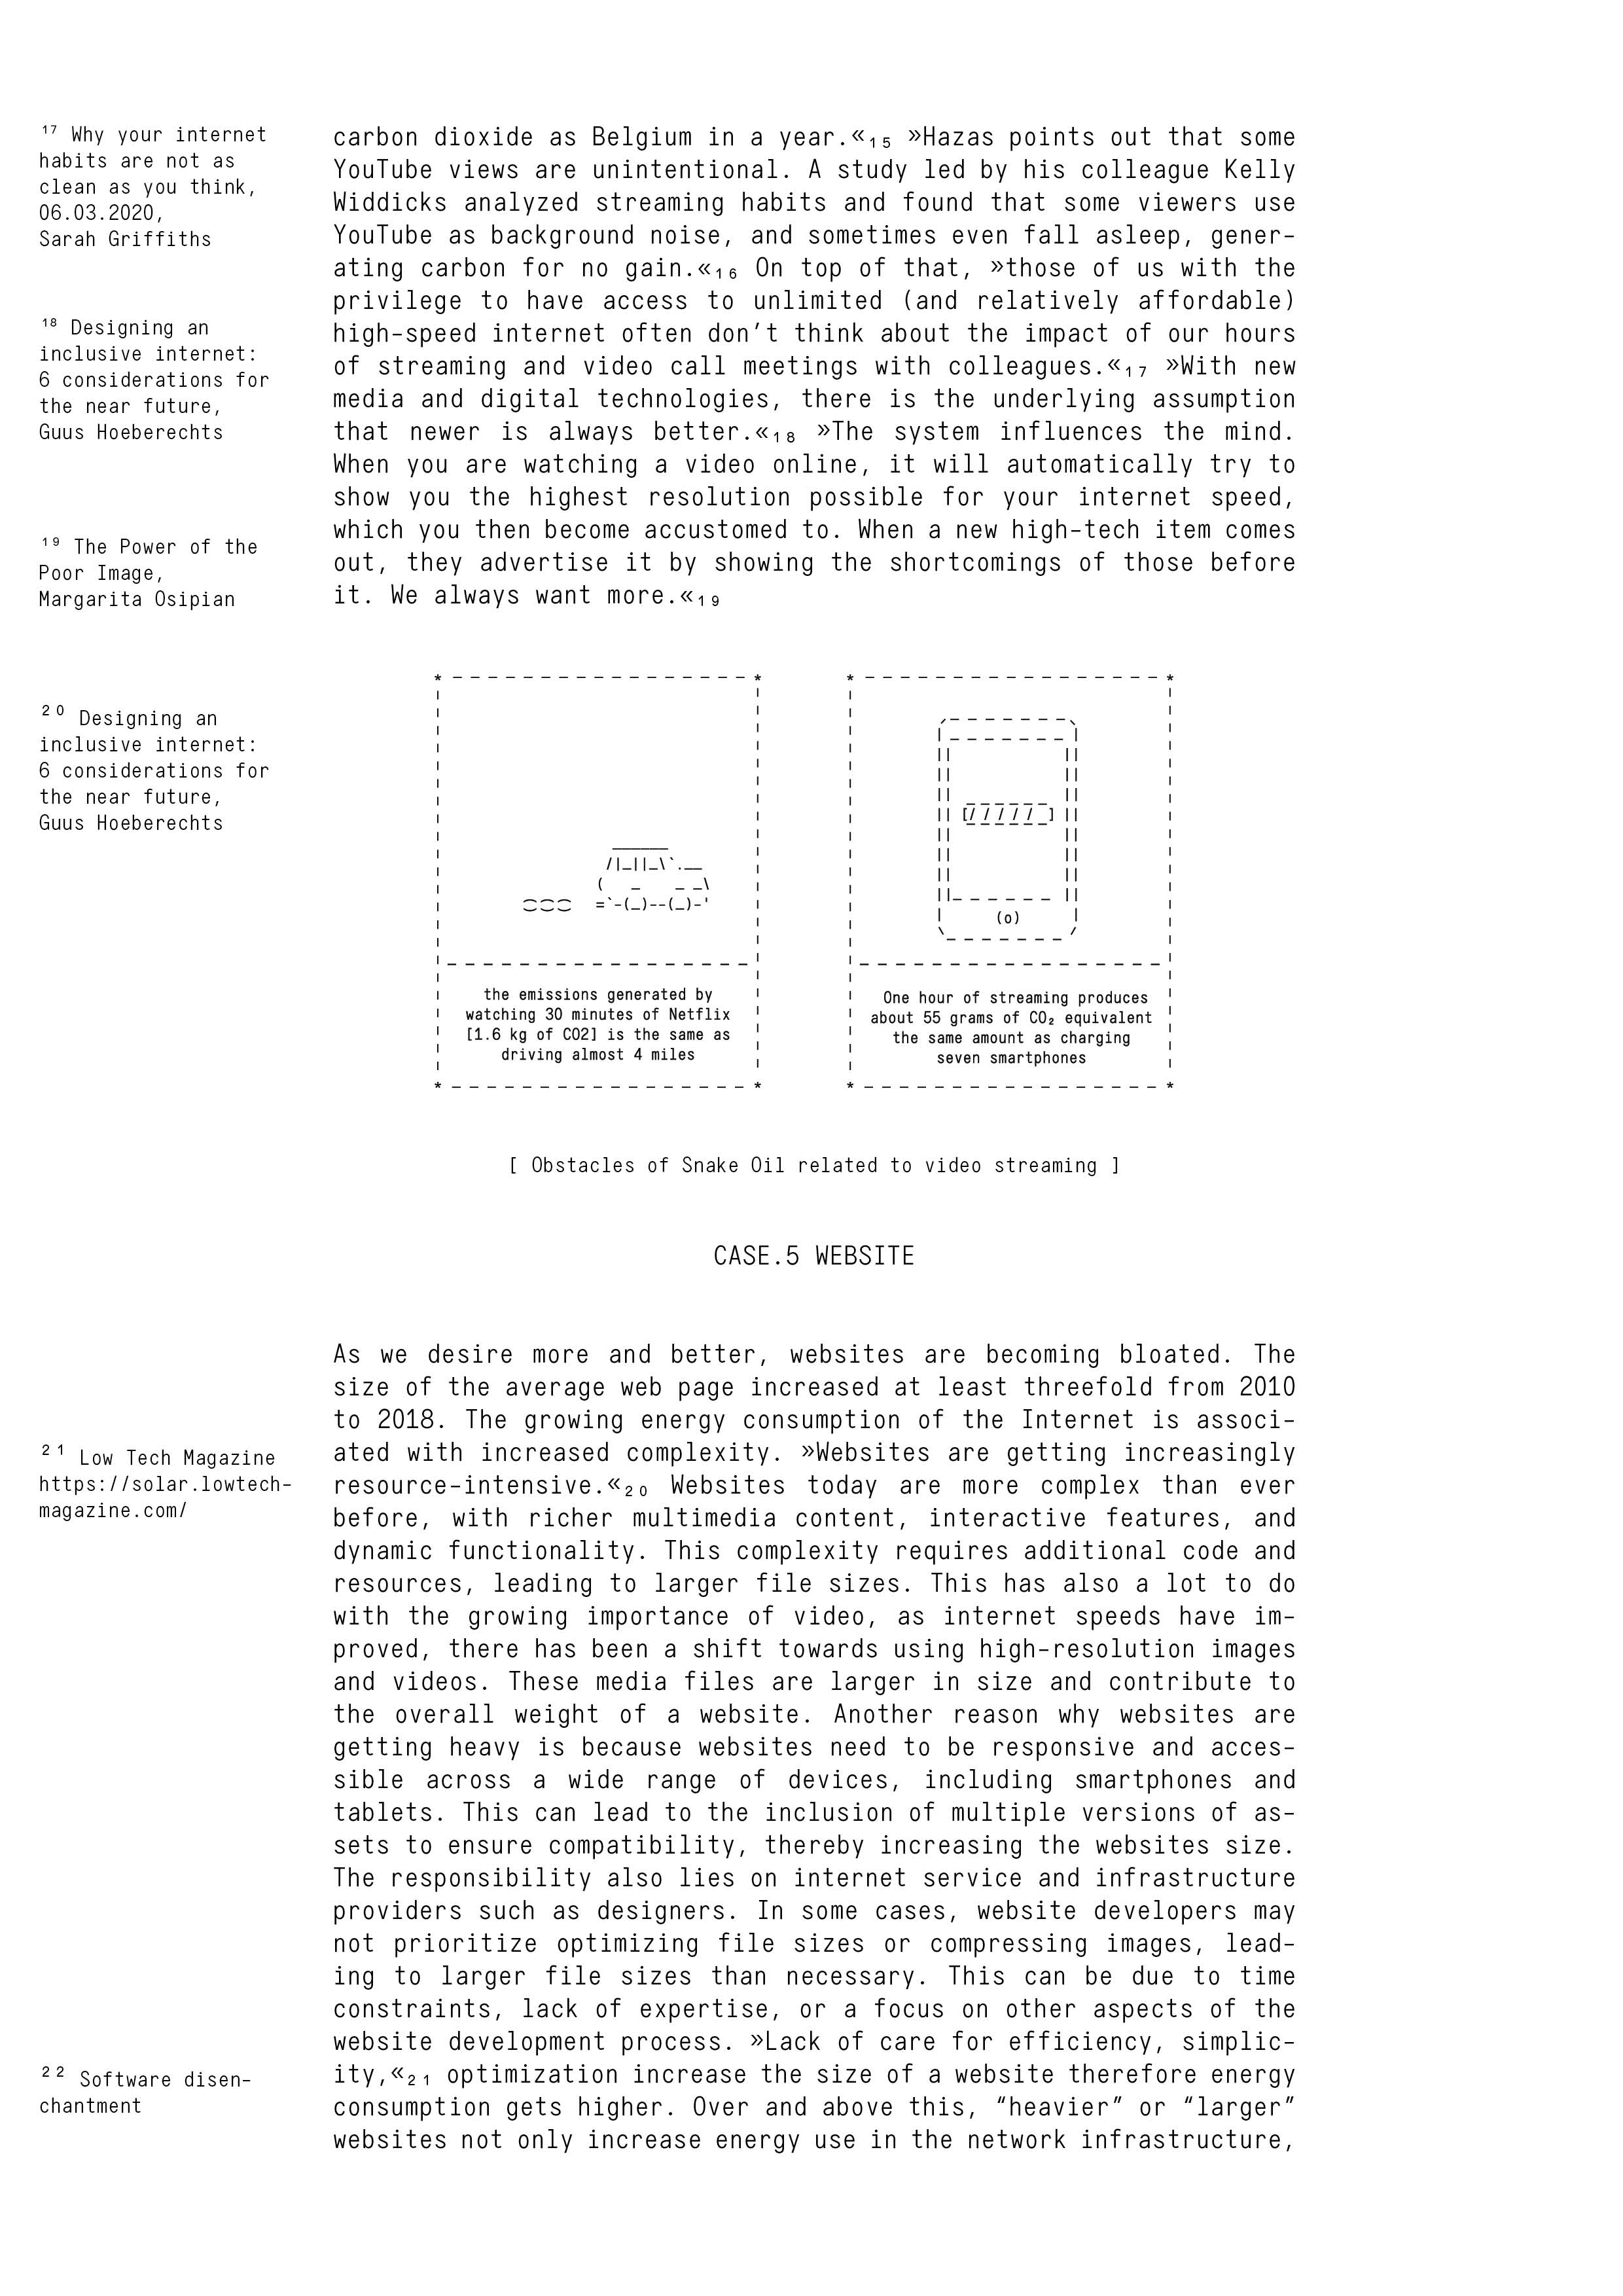 ¹⁷ Why your internet
habits are not as
clean as you think,
06.03.2020,
Sarah Griffiths
¹⁸ Designing an
inclusive internet:
6 considerations for
the near future,
Guus Hoeberechts
¹⁹ The Power of the
Poor Image,
Margarita Osipian
²⁰ Designing an
inclusive internet:
6 considerations for
the near future,
Guus Hoeberechts
carbon dioxide as Belgium in a year.«₁₅ »Hazas points out that some
YouTube views are unintentional. A study led by his colleague Kelly
Widdicks analyzed streaming habits and found that some viewers use
YouTube as background noise, and sometimes even fall asleep, gener-
ating carbon for no gain.«₁₆ On top of that, »those of us with the
privilege to have access to unlimited (and relatively affordable)
high-speed internet often don’t think about the impact of our hours
of streaming and video call meetings with colleagues.«₁₇ »With new
media and digital technologies, there is the underlying assumption
that newer is always better.«₁₈ »The system influences the mind.
When you are watching a video online, it will automatically try to
show you the highest resolution possible for your internet speed,
which you then become accustomed to. When a new high-tech item comes
out, they advertise it by showing the shortcomings of those before
it. We always want more.«₁₉
the emissions generated by
watching 30 minutes of Netflix
[1.6 kg of CO2] is the same as
driving almost 4 miles
One hour of streaming produces
about 55 grams of CO₂ equivalent
the same amount as charging
seven smartphones
[ Obstacles of Snake Oil related to video streaming ]
CASE.5 WEBSITE
²¹ Low Tech Magazine
https://solar.lowtech-
magazine.com/
²² Software disen-
chantment
As we desire more and better, websites are becoming bloated. The
size of the average web page increased at least threefold from 2010
to 2018. The growing energy consumption of the Internet is associ-
ated with increased complexity. »Websites are getting increasingly
resource-intensive.«₂₀ Websites today are more complex than ever
before, with richer multimedia content, interactive features, and
dynamic functionality. This complexity requires additional code and
resources, leading to larger file sizes. This has also a lot to do
with the growing importance of video, as internet speeds have im-
proved, there has been a shift towards using high-resolution images
and videos. These media files are larger in size and contribute to
the overall weight of a website. Another reason why websites are
getting heavy is because websites need to be responsive and acces-
sible across a wide range of devices, including smartphones and
tablets. This can lead to the inclusion of multiple versions of as-
sets to ensure compatibility, thereby increasing the websites size.
The responsibility also lies on internet service and infrastructure
providers such as designers. In some cases, website developers may
not prioritize optimizing file sizes or compressing images, lead-
ing to larger file sizes than necessary. This can be due to time
constraints, lack of expertise, or a focus on other aspects of the
website development process. »Lack of care for efficiency, simplic-
ity,«₂₁ optimization increase the size of a website therefore energy
consumption gets higher. Over and above this, “heavier” or “larger”
websites not only increase energy use in the network infrastructure,